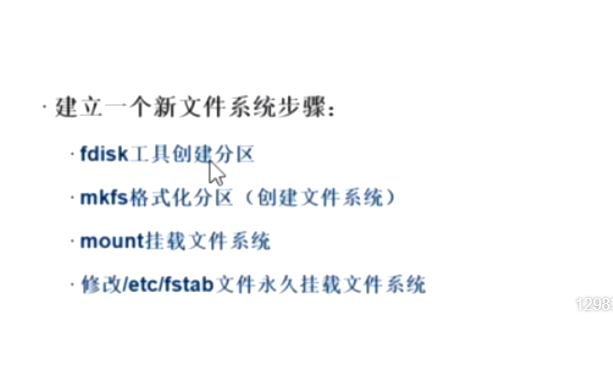 · 建立一个新文件系统步骤：
· fdisk工具创建分区
· mkfs格式化分区（创建文件系统）
· mount挂载文件系统
· 修改/etc/fstab文件永久挂载文件系统
1298